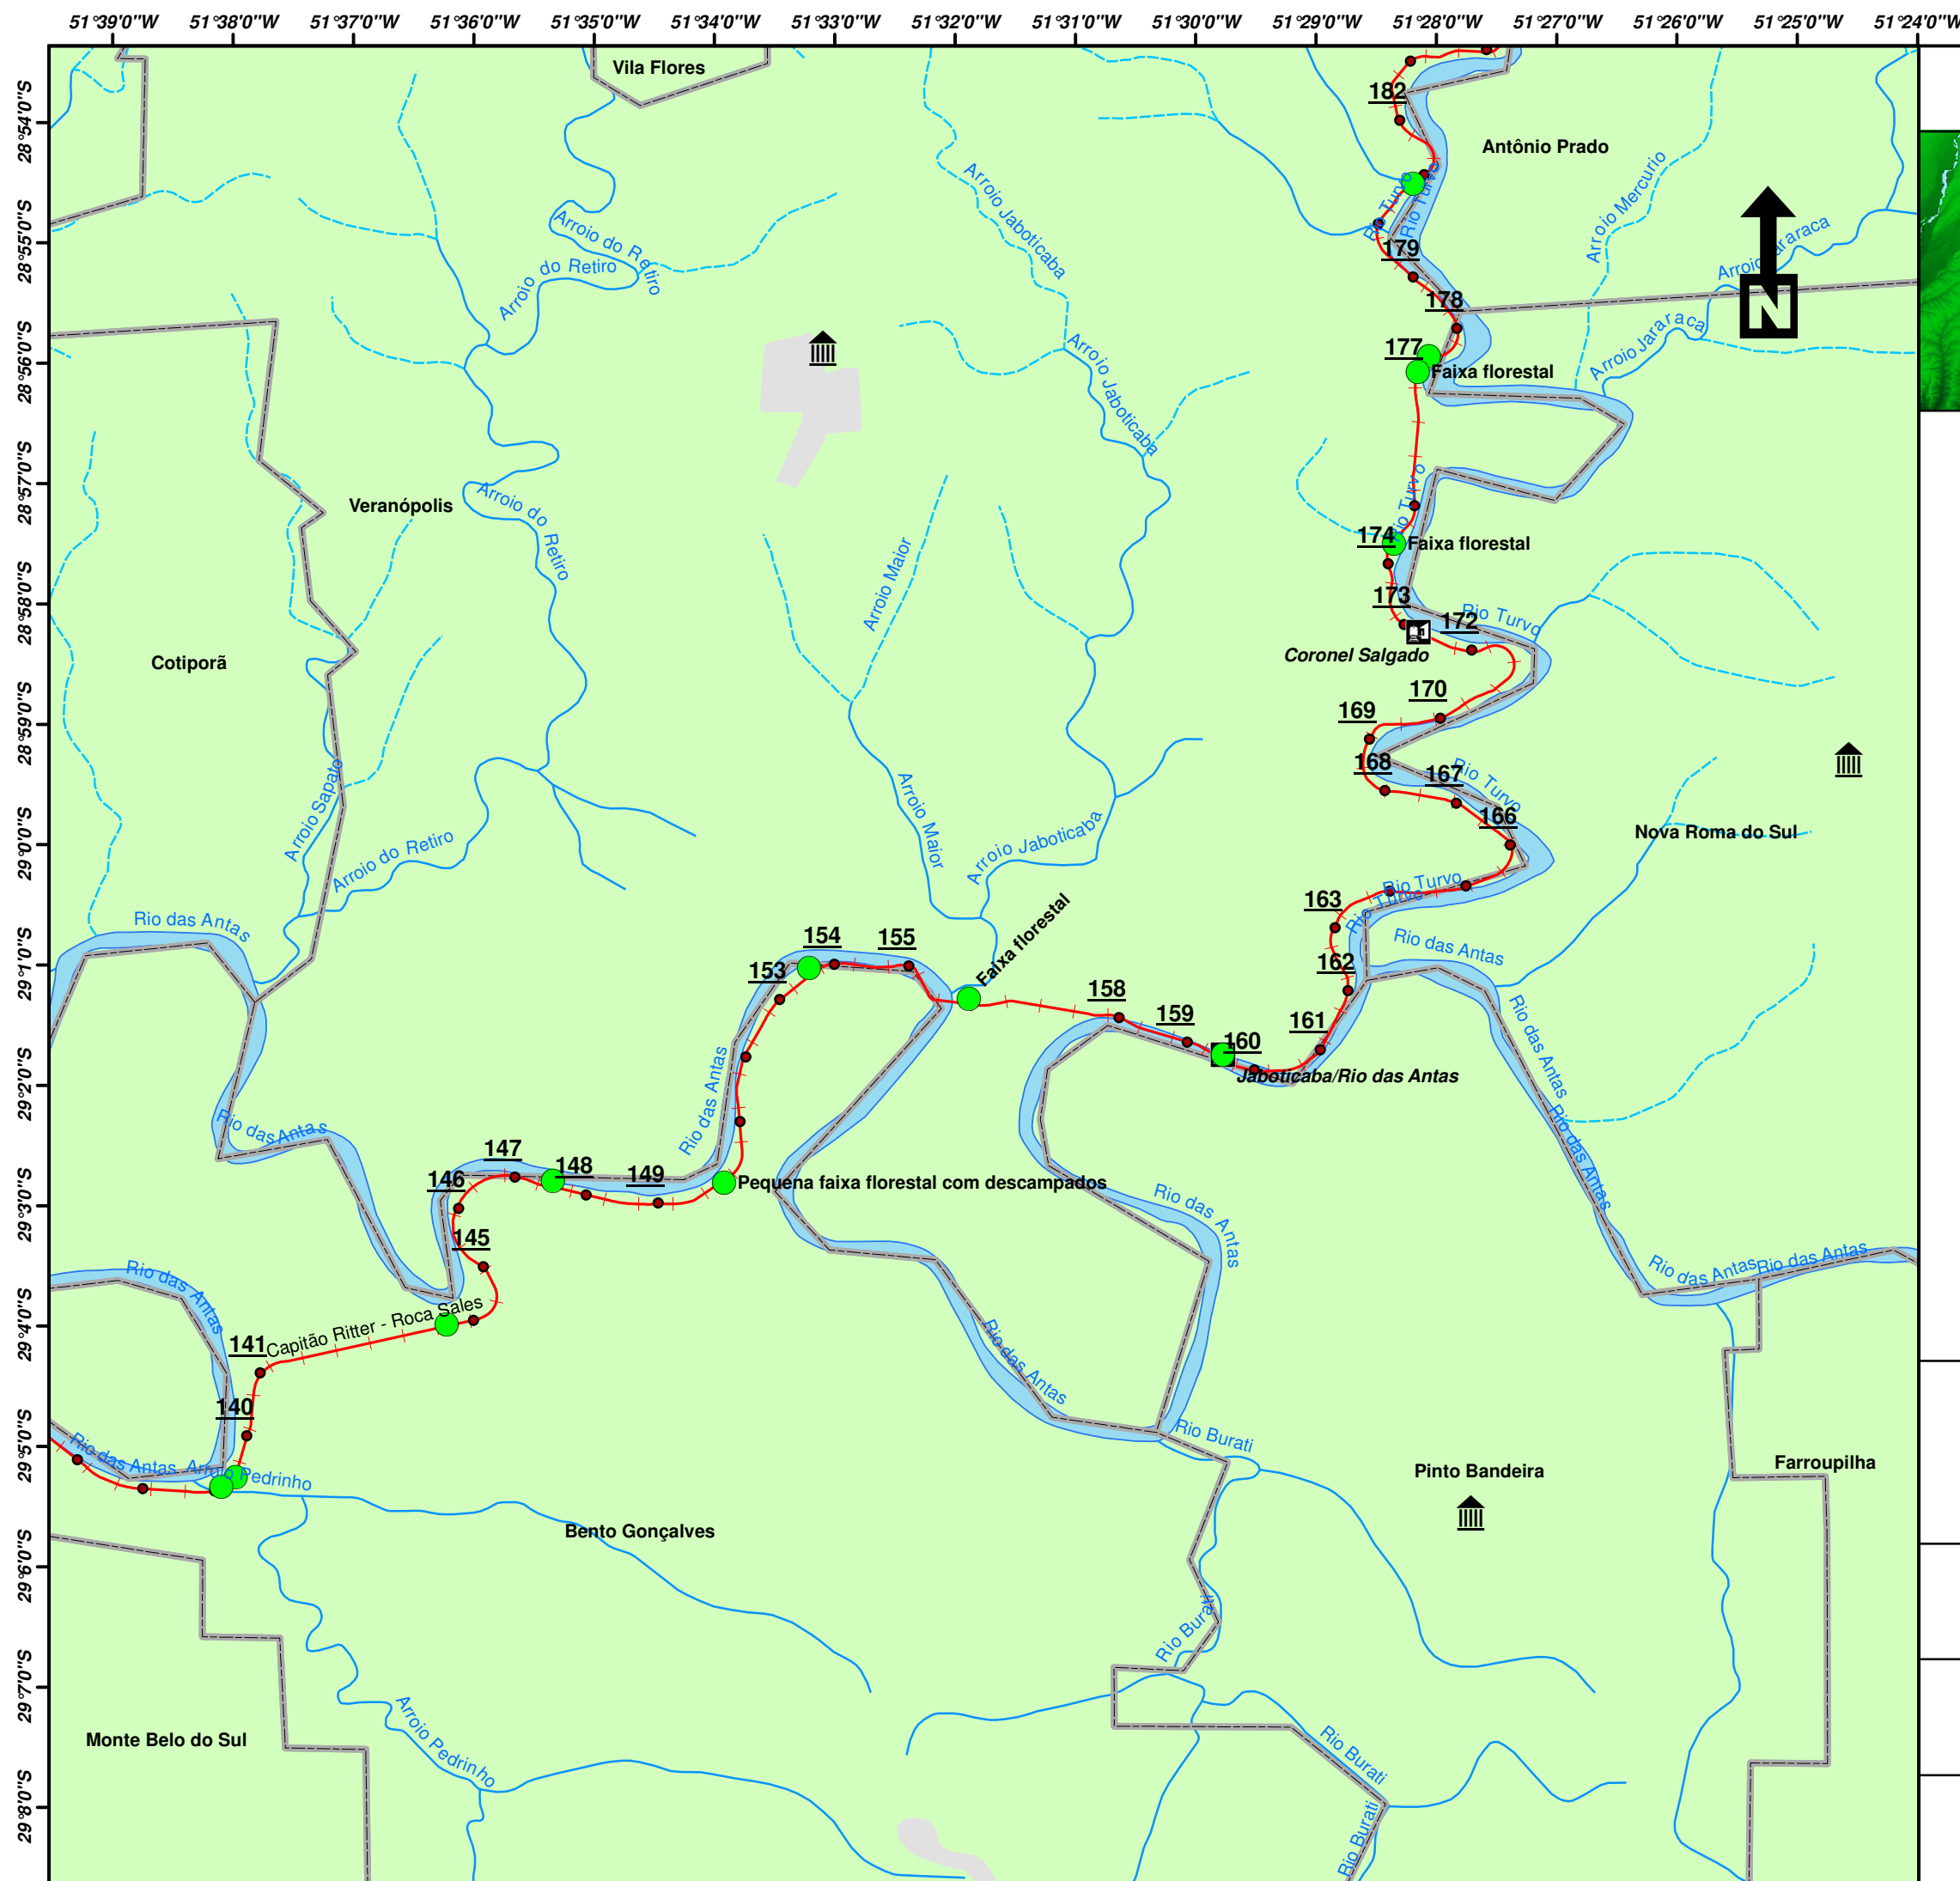 51°39'0"W 51°38'0"W 51°37'0"W 51°36'0"W 51°35'0"W 51°34'0"W 51°33'0"W 51°32'0"W 51°31'0"W 51°30'0"W 51°29'0"W 51°28'0"W 51°27'0"W 51°26'0"W 51°25'0"W 51°24'0"W
28°54'0"S
28°55'0"S
28°56'0"S
28°57'0"S
28°58'0"S
28°59'0"S
29°0'0"S
29°1'0"S
29°2'0"S
29°3'0"S
29°4'0"S
29°5'0"S
29°6'0"S
29°7'0"S
29°8'0"S
Vila Flores
182
Antônio Prado
Arroio Mercurio
Rio Turvo
Rio Turvo
Arroio Jaboticaba
Arroio do Retiro
Arroio do Retiro
179
Arroio Jararaca
178
N
177
Faixa florestal
Arroio Jararaca
Arroio Jaboticaba
Veranópolis
Arroio do Retiro
Rio Turvo
174
Faixa florestal
Arroio Maior
173
Rio Turvo
172
Cotiporã
Coronel Salgado
170
169
168
Rio Turvo
167
166
Nova Roma do Sul
Arroio Sapato
Arroio do Retiro
Arroio Maior
Arroio Jaboticaba
Rio Turvo
Rio Turvo
163
Rio das Antas
Faixa florestal
154
155
Rio das Antas
153
162
158
159
161
160
Rio das Antas
Jaboticaba/Rio das Antas
Rio das Antas
Rio das Antas
Rio das Antas
147
148
149
146
Pequena faixa florestal com descampados
Rio das Antas
145
Rio das Antas
Rio das Antas
Rio das Antas
Capitão Ritter - Roca Sales
141
Rio das Antas
140
Rio Burati
Rio das Antas
Arroio Pedrinho
Pinto Bandeira
Farroupilha
Bento Gonçalves
Rio Burati
Monte Belo do Sul
Arroio Pedrinho
Rio Burati
Rio Burati